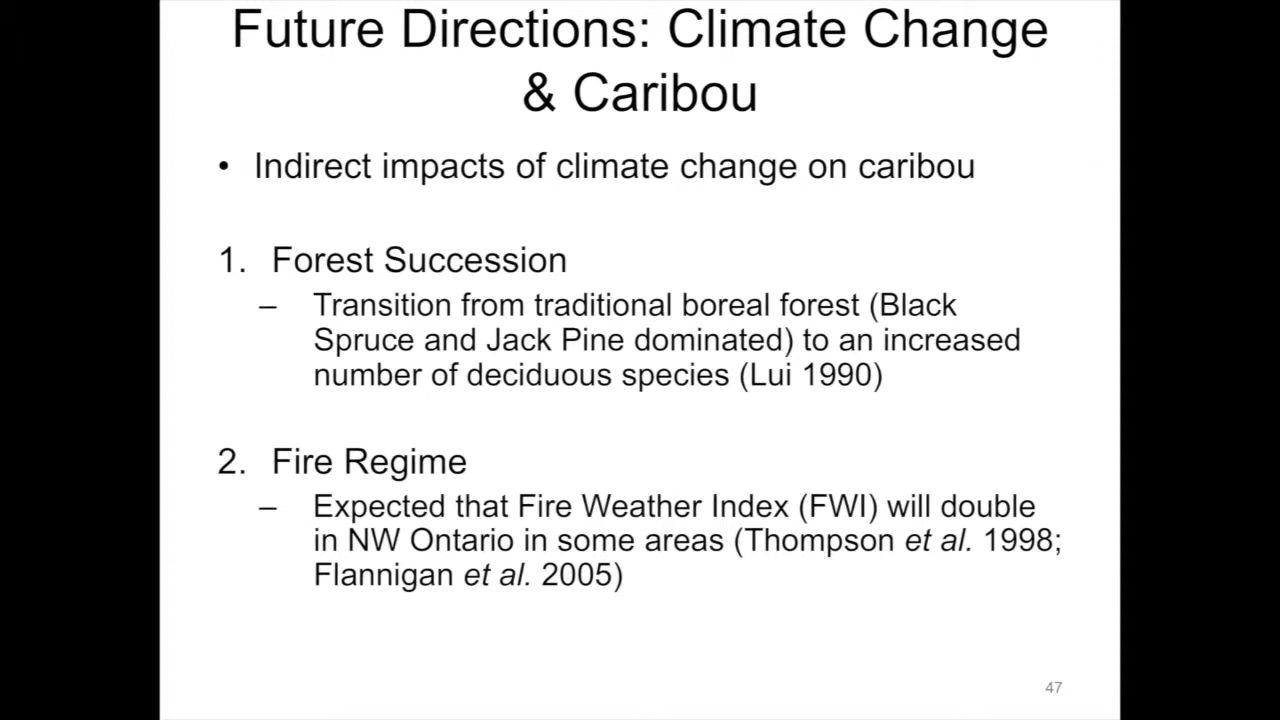 Future Directions: Climate Change
& Caribou
• Indirect impacts of climate change on caribou
1. Forest Succession
– Transition from traditional boreal forest (Black
Spruce and Jack Pine dominated) to an increased
number of deciduous species (Lui 1990)
2. Fire Regime
– Expected that Fire Weather Index (FWI) will double
in NW Ontario in some areas (Thompson et al. 1998;
Flannigan et al. 2005)
47